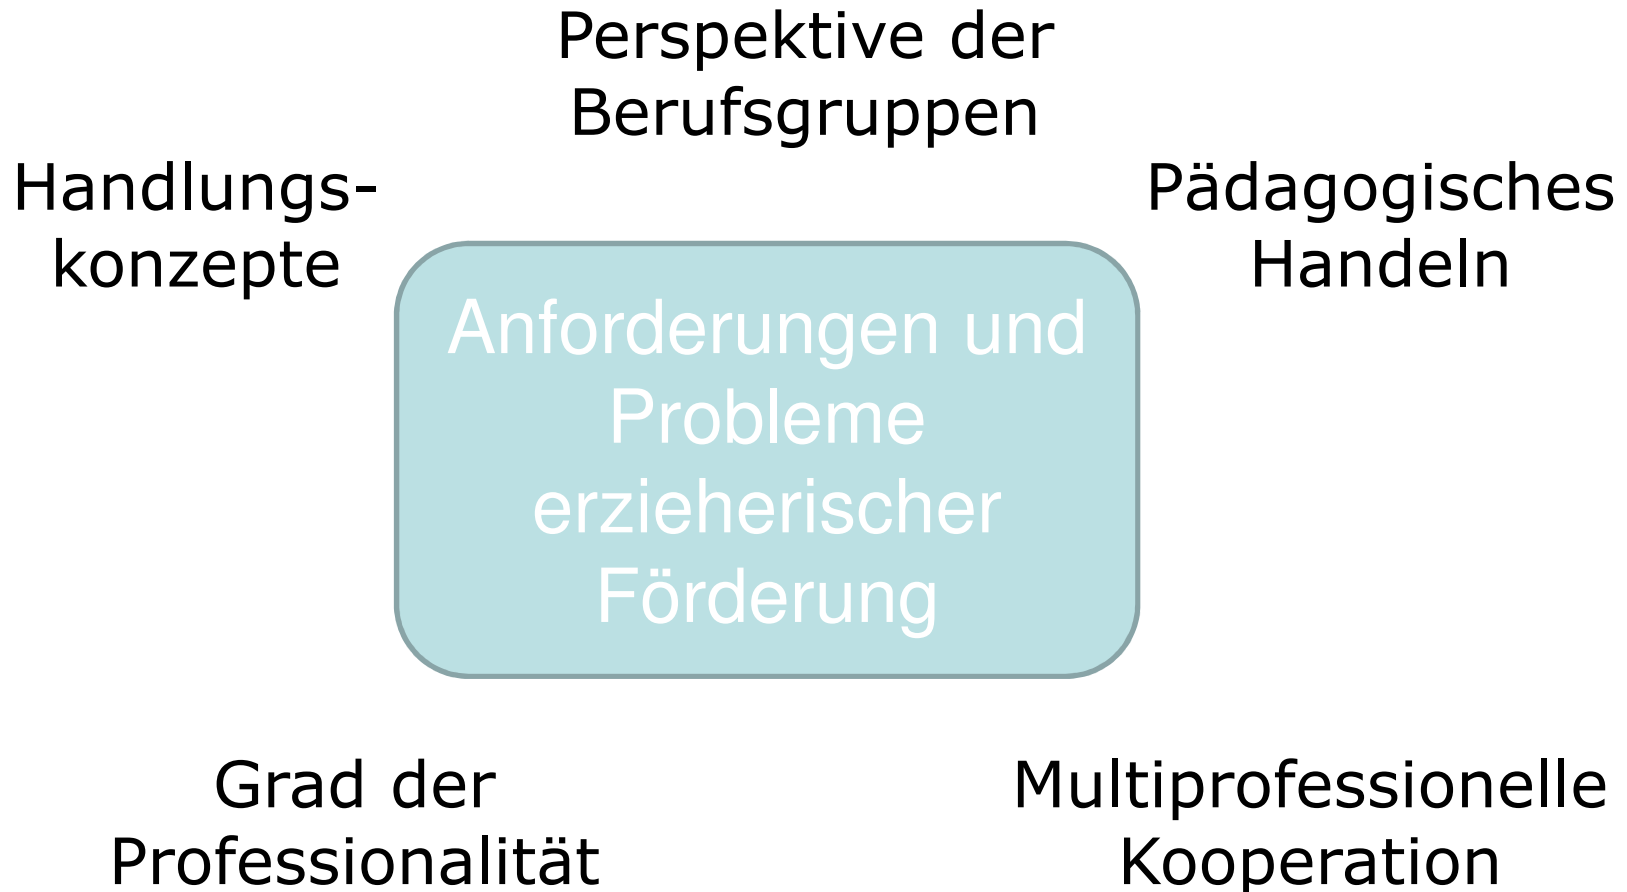 Perspektive der
Berufsgruppen
Handlungs-
konzepte
Pädagogisches
Handeln
Anforderungen und
Probleme
erzieherischer
Förderung
Grad der
Professionalität
Multiprofessionelle
Kooperation